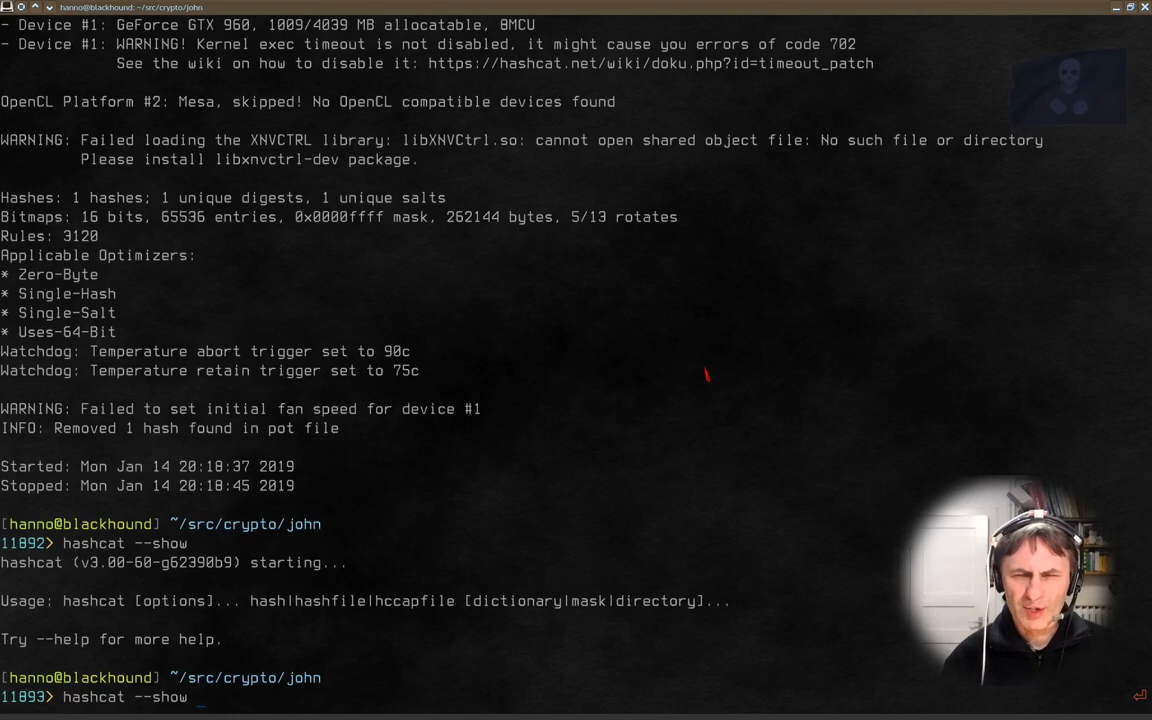 hanno@blackhound: ~/src/crypto/john
- Device #1: GeForce GTX 960, 1009/4039 MB allocatable, 8MCU
- Device #1: WARNING! Kernel exec timeout is not disabled, it might cause you errors of code 702
See the wiki on how to disable it: https://hashcat.net/wiki/doku.php?id=timeout_patch
OpenCL Platform #2: Mesa, skipped! No OpenCL compatible devices found
WARNING: Failed loading the XNVCTRL library: libXNVCtrl.so: cannot open shared object file: No such file or directory
Please install libxnvctrl-dev package.
Hashes: 1 hashes; 1 unique digests, 1 unique salts
Bitmaps: 16 bits, 65536 entries, 0x0000ffff mask, 262144 bytes, 5/13 rotates
Rules: 3120
Applicable Optimizers:
* Zero-Byte
* Single-Hash
* Single-Salt
* Uses-64-Bit
Watchdog: Temperature abort trigger set to 90c
Watchdog: Temperature retain trigger set to 75c
WARNING: Failed to set initial fan speed for device #1
INFO: Removed 1 hash found in pot file
Started: Mon Jan 14 20:18:37 2019
Stopped: Mon Jan 14 20:18:45 2019
[hanno@blackhound] ~/src/crypto/john
11892> hashcat --show
hashcat (v3.00-60-g62390b9) starting...
Usage: hashcat [options]... hash|hashfile|hccapfile [dictionary|mask|directory]...
Try --help for more help.
[hanno@blackhound] ~/src/crypto/john
11893> hashcat --show _